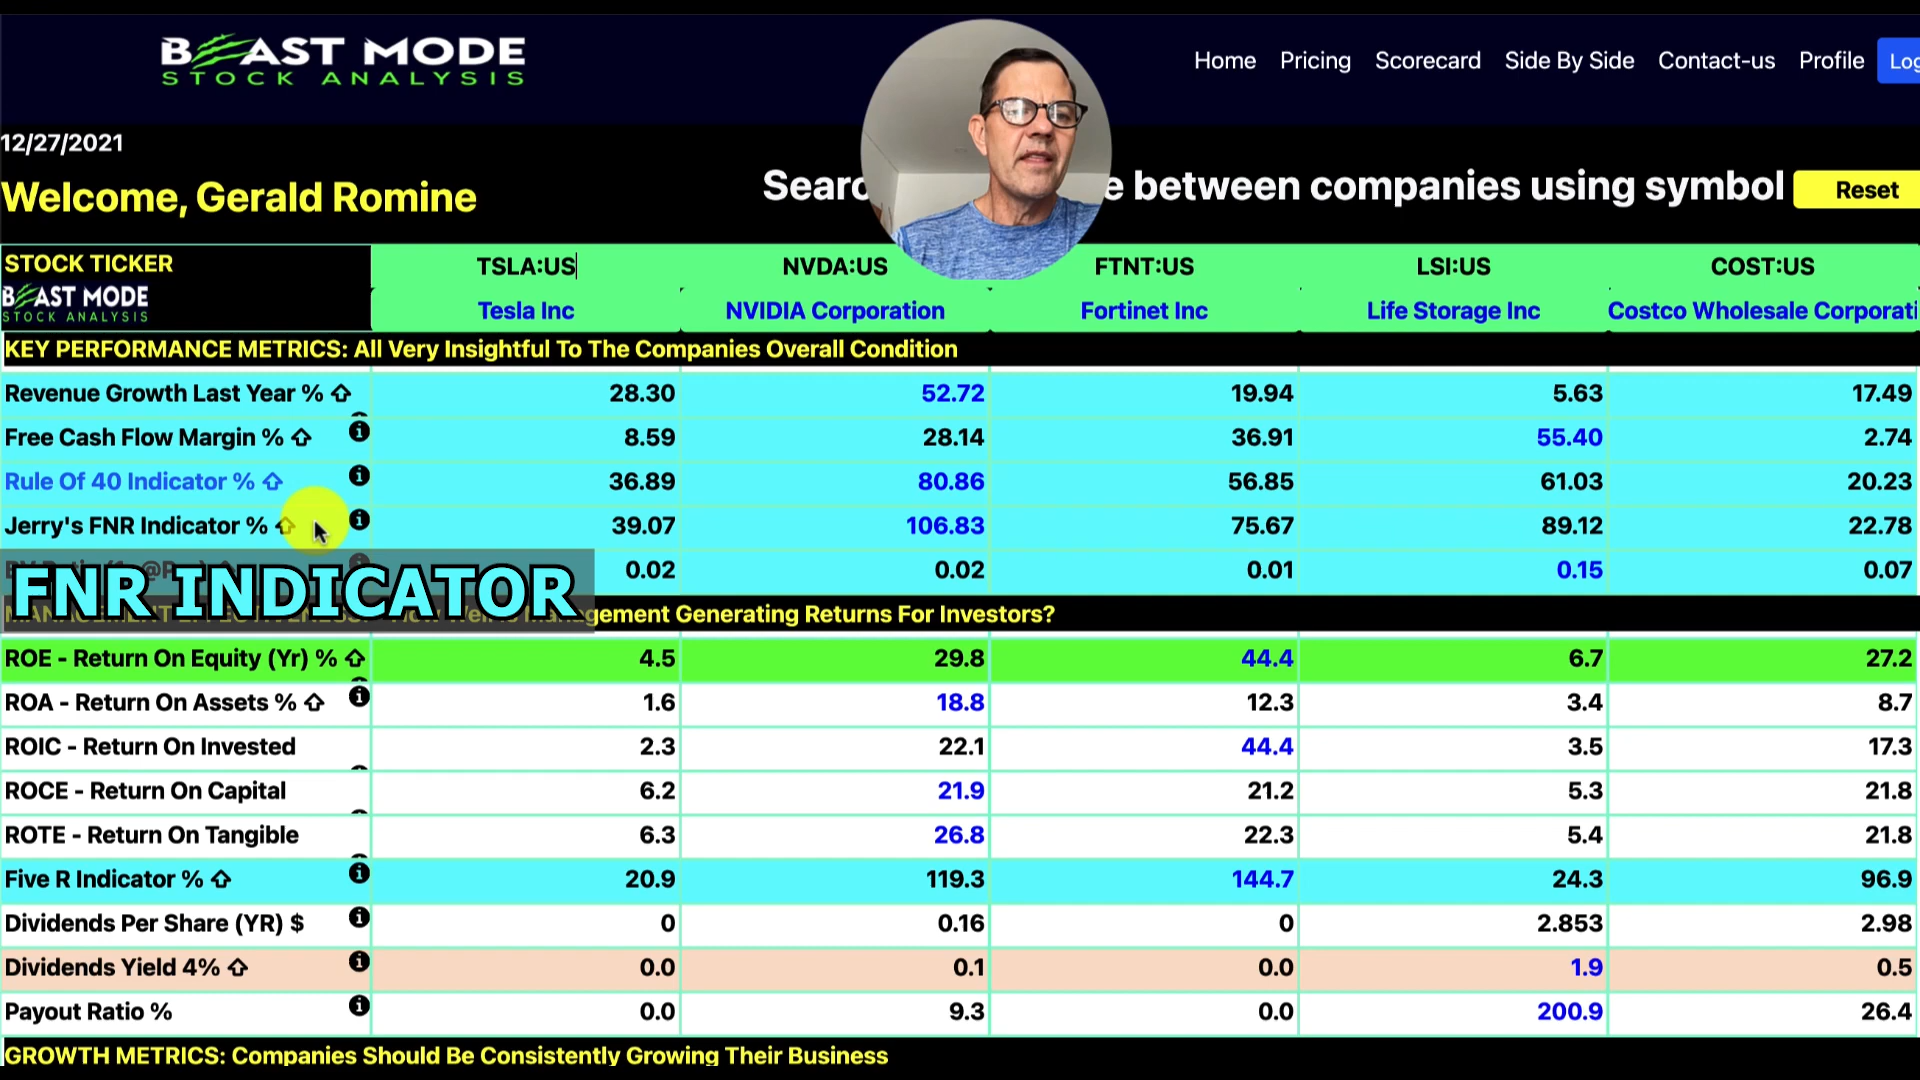 BEAST MODE
STOCK ANALYSIS
Home Pricing Scorecard Side By Side Contact-us Profile Log
12/27/2021
Welcome, Gerald Romine
Searc e between companies using symbol Reset
STOCK TICKER TSLA:US NVDA:US FTNT:US LSI:US COST:US
BEAST MODE
STOCK ANALYSIS
Tesla Inc NVIDIA Corporation Fortinet Inc Life Storage Inc Costco Wholesale Corporati
KEY PERFORMANCE METRICS: All Very Insightful To The Companies Overall Condition
Revenue Growth Last Year % 28.30 52.72 19.94 5.63 17.49
Free Cash Flow Margin % 8.59 28.14 36.91 55.40 2.74
Rule Of 40 Indicator % 36.89 80.86 56.85 61.03 20.23
Jerry's FNR Indicator % 39.07 106.83 75.67 89.12 22.78
0.02 0.02 0.01 0.15 0.07
FNR INDICATOR
gement Generating Returns For Investors?
ROE - Return On Equity (Yr) % 4.5 29.8 44.4 6.7 27.2
ROA - Return On Assets % 1.6 18.8 12.3 3.4 8.7
ROIC - Return On Invested 2.3 22.1 44.4 3.5 17.3
ROCE - Return On Capital 6.2 21.9 21.2 5.3 21.8
ROTE - Return On Tangible 6.3 26.8 22.3 5.4 21.8
Five R Indicator % 20.9 119.3 144.7 24.3 96.9
Dividends Per Share (YR) $ 0 0.16 0 2.853 2.98
Dividends Yield 4% 0.0 0.1 0.0 1.9 0.5
Payout Ratio % 0.0 9.3 0.0 200.9 26.4
GROWTH METRICS: Companies Should Be Consistently Growing Their Business